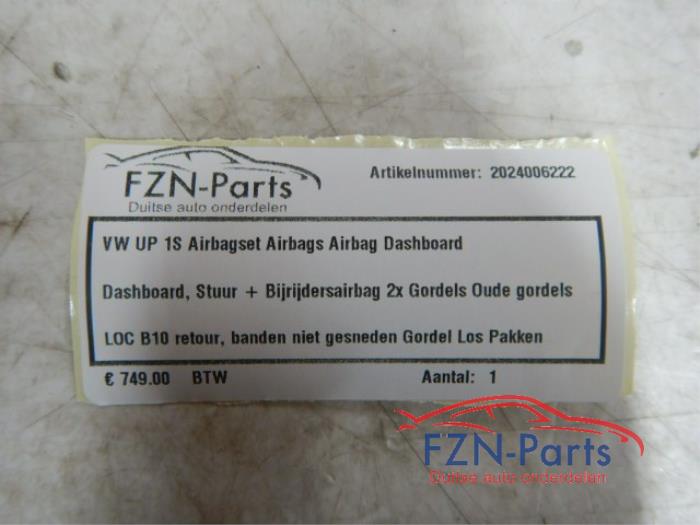 FZN-Parts
Duitse auto onderdelen
Artikelnummer: 2024006222
VW UP 1S Airbagset Airbags Airbag Dashboard
Dashboard, Stuur + Bijrijdersairbag 2x Gordels Oude gordels
LOC B10 retour, banden niet gesneden Gordel Los Pakken
€ 749.00 BTW Aantal: 1
FZN-Parts
Duitse auto onderdelen